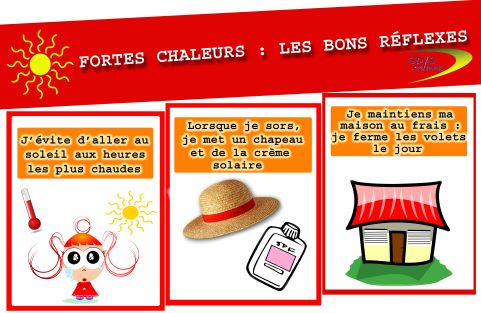 FORTES CHALEURS : LES BONS RÉFLEXES
J'évite d'aller au
soleil aux heures
les plus chaudes
Lorsque je sors,
je met un chapeau
et de la crème
solaire
SPF
Je maintiens ma
maison au frais :
je ferme les volets
le jour